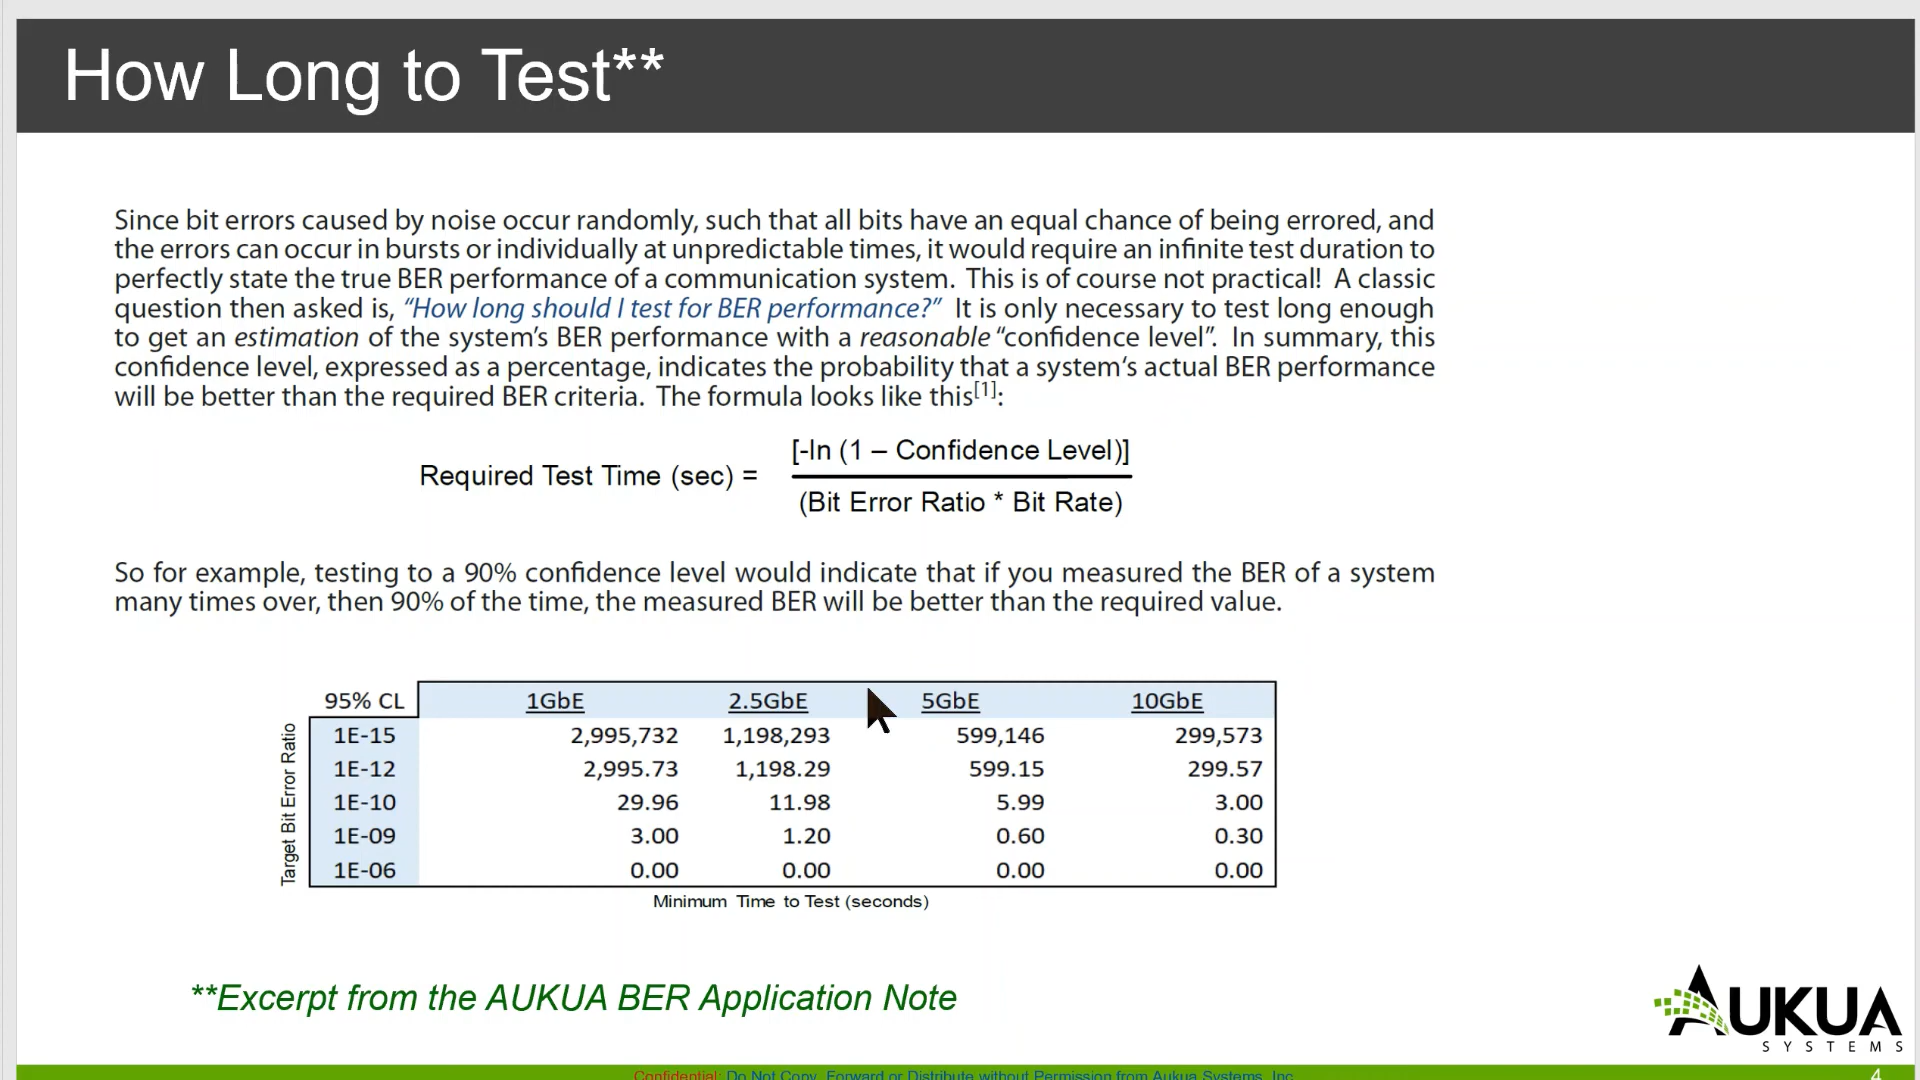 How Long to Test**
Since bit errors caused by noise occur randomly, such that all bits have an equal chance of being errored, and
the errors can occur in bursts or individually at unpredictable times, it would require an infinite test duration to
perfectly state the true BER performance of a communication system. This is of course not practical! A classic
question then asked is, “How long should I test for BER performance?” It is only necessary to test long enough
to get an estimation of the system’s BER performance with a reasonable “confidence level”. In summary, this
confidence level, expressed as a percentage, indicates the probability that a system‘s actual BER performance
will be better than the required BER criteria. The formula looks like this[1]:
[-ln (1 – Confidence Level)]
Required Test Time (sec) =
(Bit Error Ratio * Bit Rate)
So for example, testing to a 90% confidence level would indicate that if you measured the BER of a system
many times over, then 90% of the time, the measured BER will be better than the required value.
95% CL 1GbE 2.5GbE 5GbE 10GbE
Target Bit Error Ratio
1E-15 2,995,732 1,198,293 599,146 299,573
1E-12 2,995.73 1,198.29 599.15 299.57
1E-10 29.96 11.98 5.99 3.00
1E-09 3.00 1.20 0.60 0.30
1E-06 0.00 0.00 0.00 0.00
Minimum Time to Test (seconds)
**Excerpt from the AUKUA BER Application Note
AUKUA
SYSTEMS
Confidential: Do Not Copy, Forward or Distribute without Permission from Aukua Systems, Inc.
4